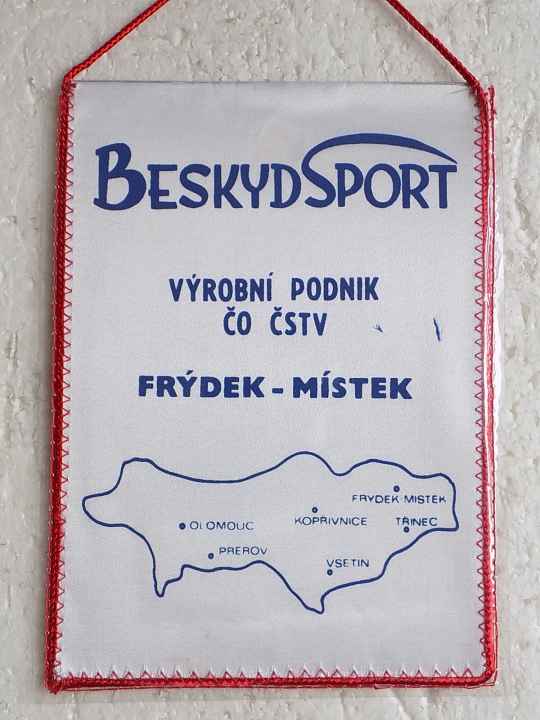 BESKYDSPORT
VÝROBNÍ PODNIK
ČO ČSTV
FRÝDEK - MÍSTEK
FRYDEK-MISTEK
OLOMOUC
KOPŘIVNICE
TŘINEC
PREROV
VSETIN